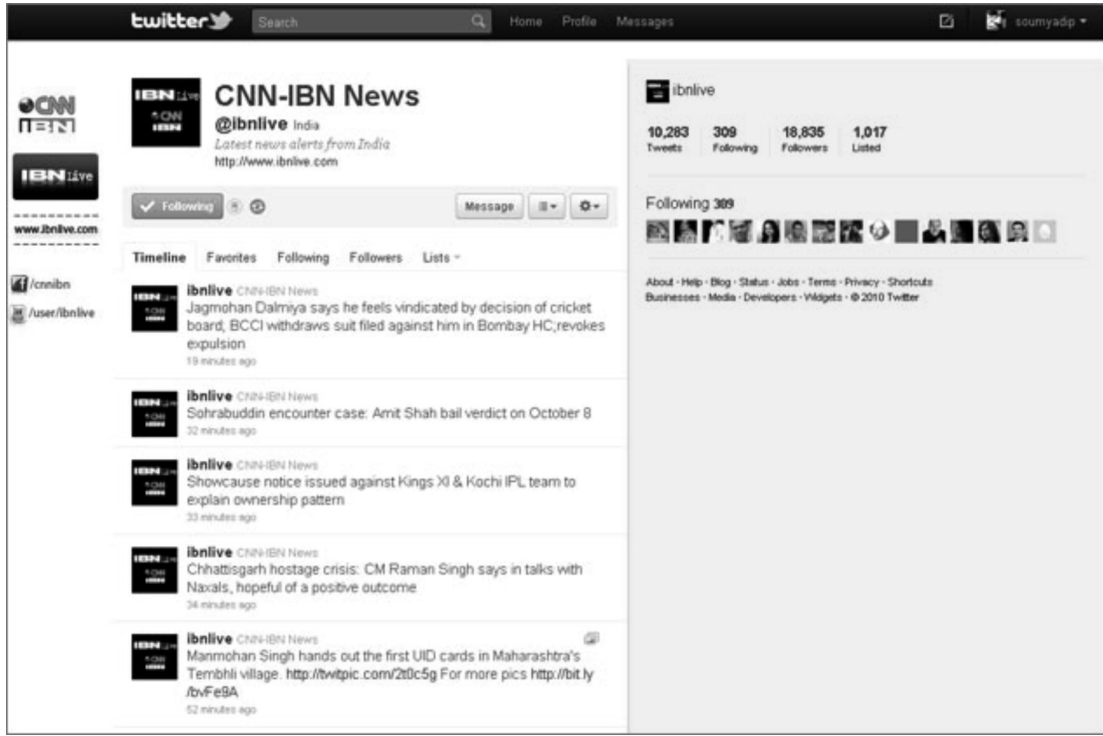 twitter
Search
Home Profile Messages
soumyadip
CNN
IBN
IBN Live
www.ibnlive.com
/cnnibn
/user/ibnlive
IBN Live
CNN
IBN
CNN-IBN News
@ibnlive India
Latest news alerts from India
http://www.ibnlive.com
Following
Message
Timeline Favorites Following Followers Lists
ibnlive CNN-IBN News
Jagmohan Dalmiya says he feels vindicated by decision of cricket
board; BCCI withdraws suit filed against him in Bombay HC;revokes
expulsion
19 minutes ago
ibnlive CNN-IBN News
Sohrabuddin encounter case: Amit Shah bail verdict on October 8
32 minutes ago
ibnlive CNN-IBN News
Showcause notice issued against Kings XI & Kochi IPL team to
explain ownership pattern
33 minutes ago
ibnlive CNN-IBN News
Chhattisgarh hostage crisis: CM Raman Singh says in talks with
Naxals, hopeful of a positive outcome
34 minutes ago
ibnlive CNN-IBN News
Manmohan Singh hands out the first UID cards in Maharashtra's
Tembhli village. http://twitpic.com/2t0c5g For more pics http://bit.ly
/bvFe9A
52 minutes ago
ibnlive
10,283 309 18,835 1,017
Tweets Following Followers Listed
Following 309
About · Help · Blog · Status · Jobs · Terms · Privacy · Shortcuts
Businesses · Media · Developers · Widgets · © 2010 Twitter